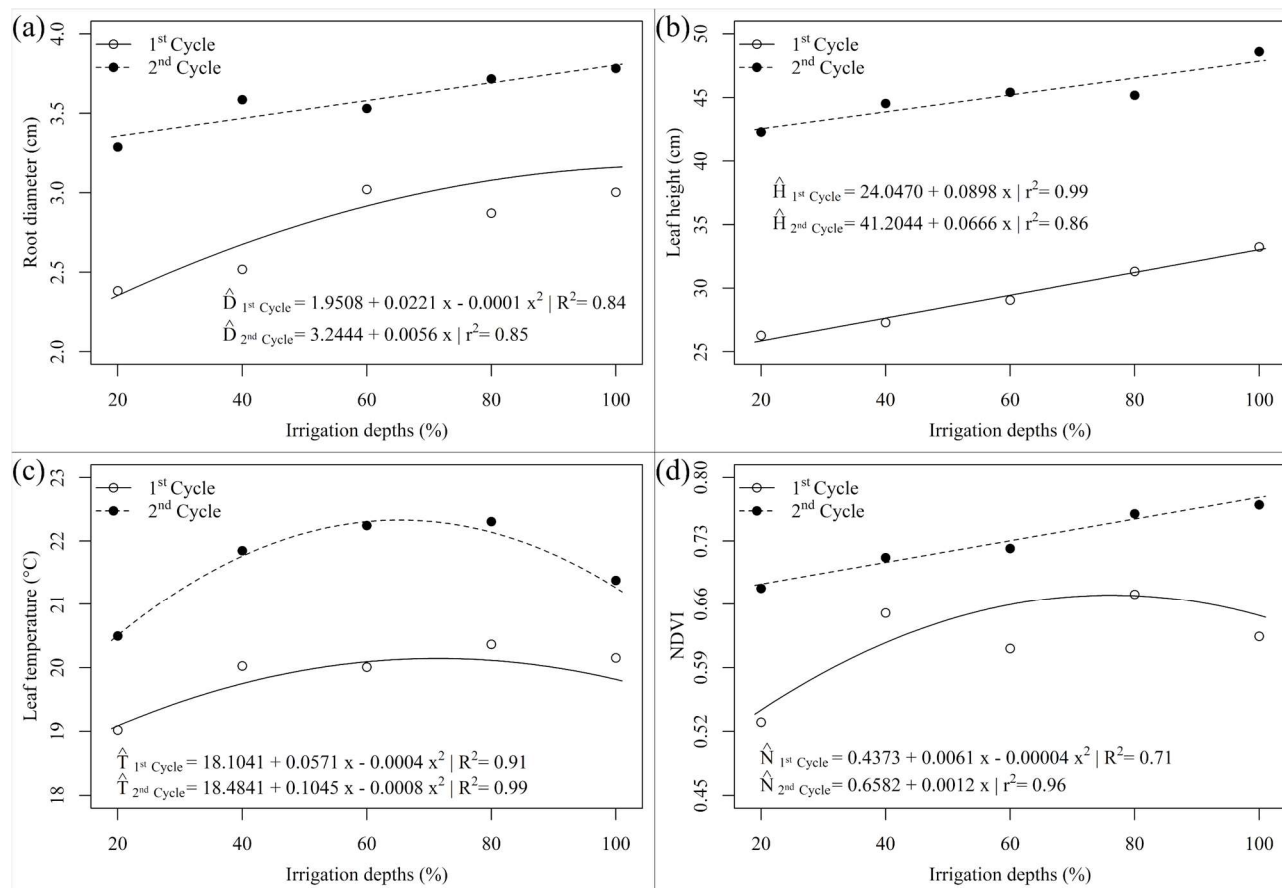 (a)
1st Cycle
2nd Cycle
4.0
3.5
3.0
2.5
2.0
Root diameter (cm)
D̂ 1st Cycle = 1.9508 + 0.0221 x - 0.0001 x² | R² = 0.84
D̂ 2nd Cycle = 3.2444 + 0.0056 x | r² = 0.85
20 40 60 80 100
Irrigation depths (%)
(b)
1st Cycle
2nd Cycle
50
45
40
35
30
25
Leaf height (cm)
Ĥ 1st Cycle = 24.0470 + 0.0898 x | r² = 0.99
Ĥ 2nd Cycle = 41.2044 + 0.0666 x | r² = 0.86
20 40 60 80 100
Irrigation depths (%)
(c)
1st Cycle
2nd Cycle
23
22
21
20
19
18
Leaf temperature (°C)
T̂ 1st Cycle = 18.1041 + 0.0571 x - 0.0004 x² | R² = 0.91
T̂ 2nd Cycle = 18.4841 + 0.1045 x - 0.0008 x² | R² = 0.99
20 40 60 80 100
Irrigation depths (%)
(d)
1st Cycle
2nd Cycle
0.80
0.73
0.66
0.59
0.52
0.45
NDVI
N̂ 1st Cycle = 0.4373 + 0.0061 x - 0.00004 x² | R² = 0.71
N̂ 2nd Cycle = 0.6582 + 0.0012 x | r² = 0.96
20 40 60 80 100
Irrigation depths (%)